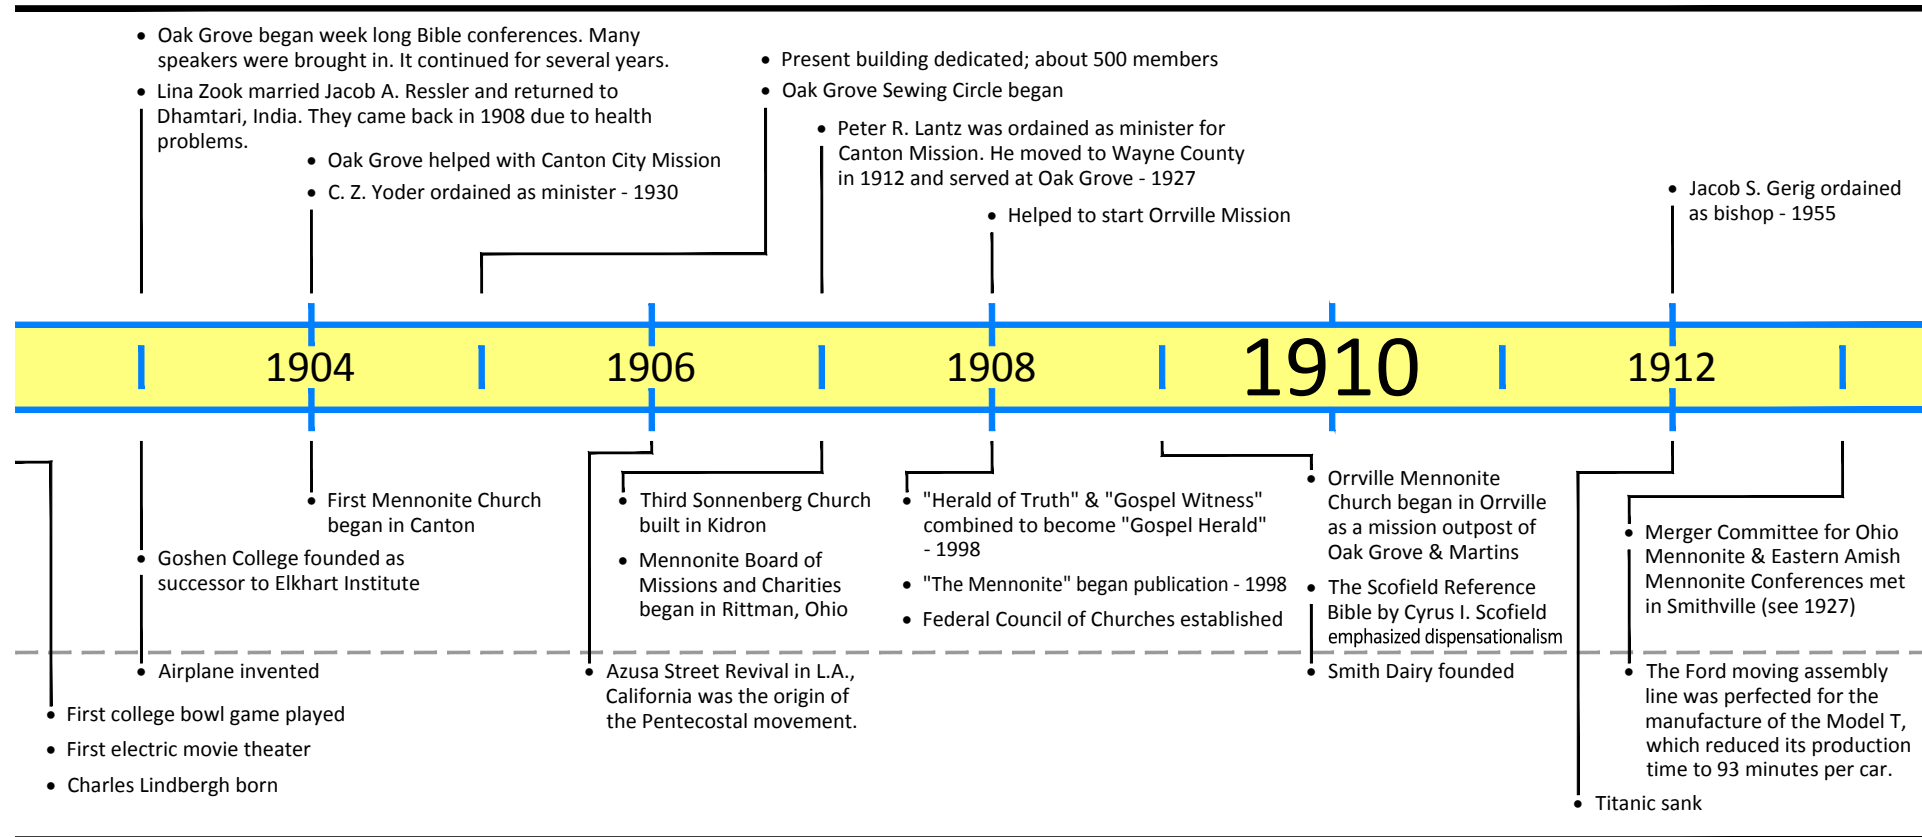 • Oak Grove began week long Bible conferences. Many
speakers were brought in. It continued for several years.
• Lina Zook married Jacob A. Ressler and returned to
Dhamtari, India. They came back in 1908 due to health
problems.
• Oak Grove helped with Canton City Mission
• C. Z. Yoder ordained as minister - 1930
• Present building dedicated; about 500 members
• Oak Grove Sewing Circle began
• Peter R. Lantz was ordained as minister for
Canton Mission. He moved to Wayne County
in 1912 and served at Oak Grove - 1927
• Helped to start Orrville Mission
• Jacob S. Gerig ordained
as bishop - 1955
1904
1906
1908
1910
1912
• First Mennonite Church
began in Canton
• Goshen College founded as
successor to Elkhart Institute
• Third Sonnenberg Church
built in Kidron
• Mennonite Board of
Missions and Charities
began in Rittman, Ohio
• "Herald of Truth" & "Gospel Witness"
combined to become "Gospel Herald"
- 1998
• "The Mennonite" began publication - 1998
• Federal Council of Churches established
• Orrville Mennonite
Church began in Orrville
as a mission outpost of
Oak Grove & Martins
• The Scofield Reference
Bible by Cyrus I. Scofield
emphasized dispensationalism
• Merger Committee for Ohio
Mennonite & Eastern Amish
Mennonite Conferences met
in Smithville (see 1927)
• Airplane invented
• First college bowl game played
• First electric movie theater
• Charles Lindbergh born
• Azusa Street Revival in L.A.,
California was the origin of
the Pentecostal movement.
• Smith Dairy founded
• The Ford moving assembly
line was perfected for the
manufacture of the Model T,
which reduced its production
time to 93 minutes per car.
• Titanic sank